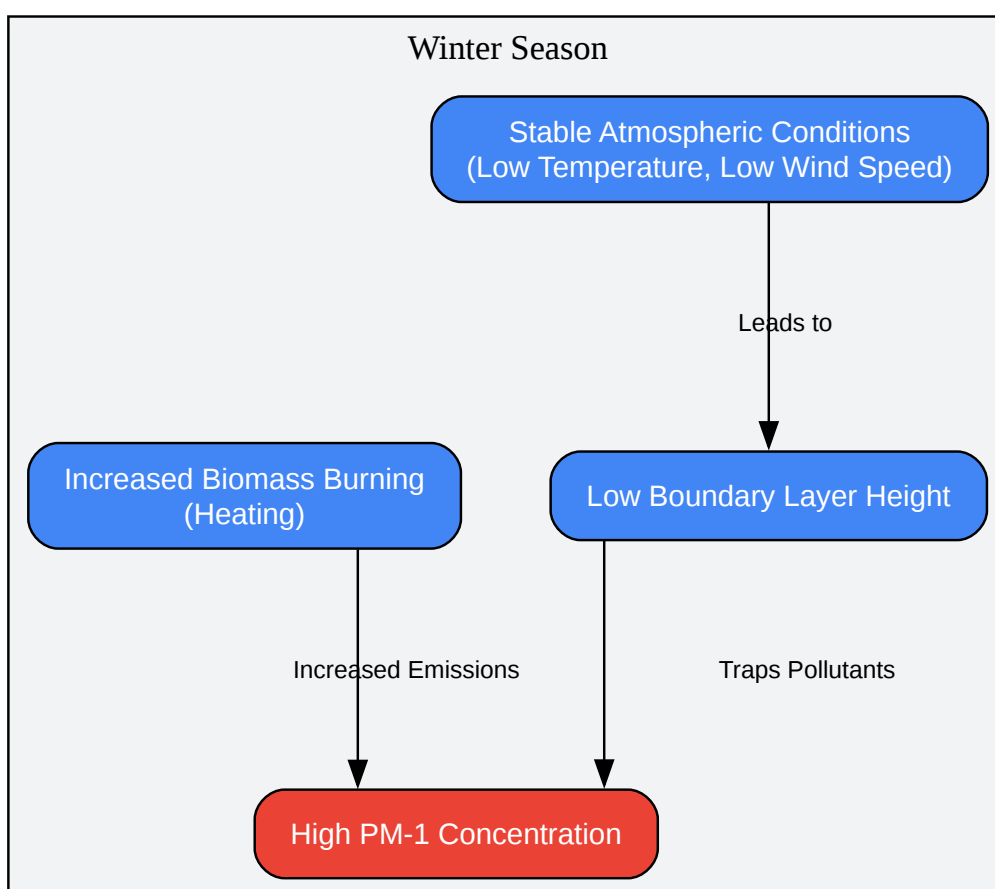 Winter Season
Stable Atmospheric Conditions
(Low Temperature, Low Wind Speed)
Leads to
Increased Biomass Burning
(Heating)
Low Boundary Layer Height
Increased Emissions
Traps Pollutants
High PM-1 Concentration